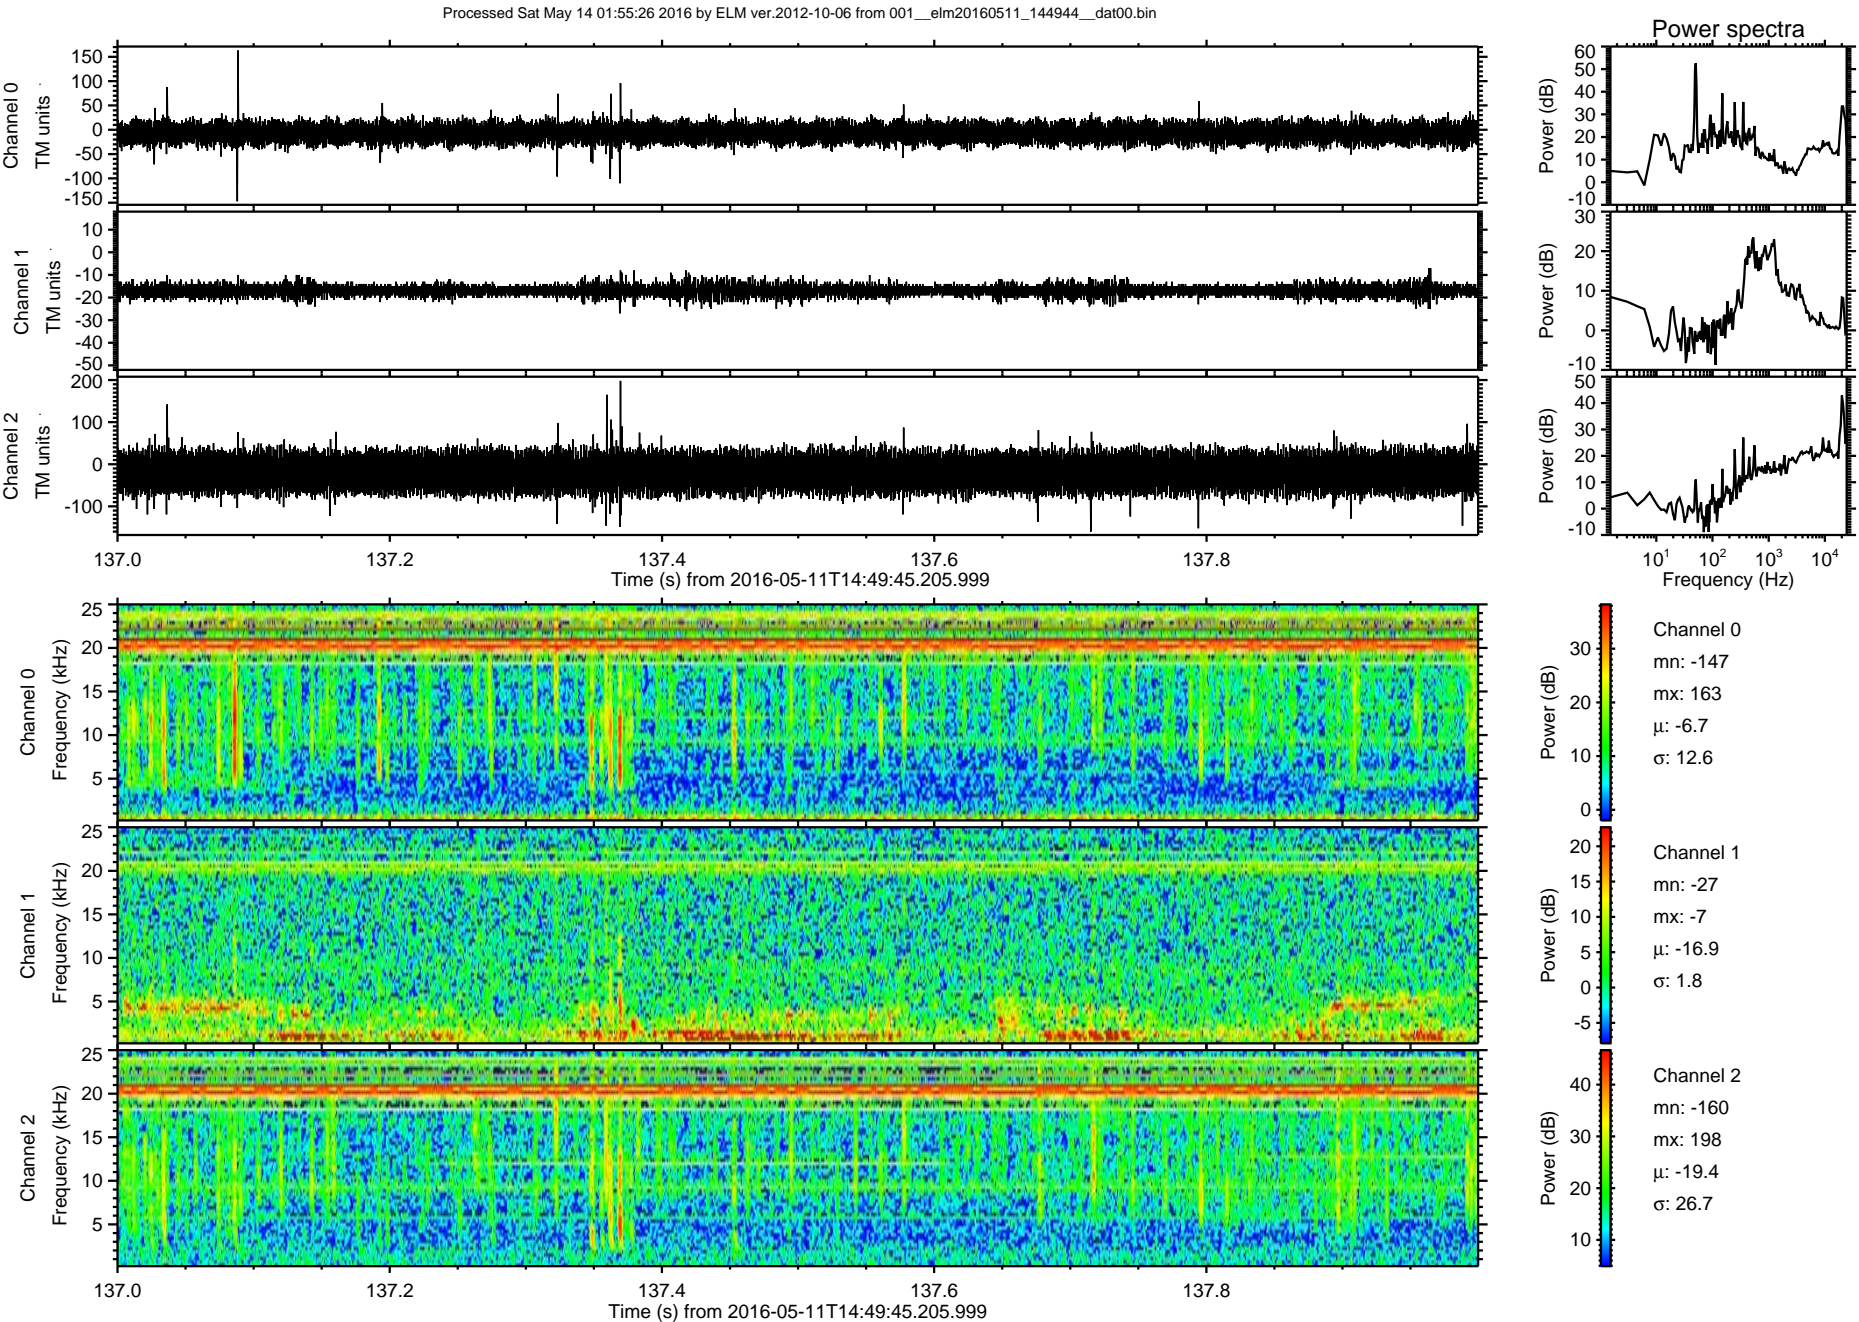 Processed Sat May 14 01:55:26 2016 by ELM ver.2012-10-06 from 001__elm20160511_144944__dat00.bin
Power spectra
Channel 0
TM units
150
100
50
0
-50
-100
-150
Power (dB)
60
50
40
30
20
10
0
-10
Channel 1
TM units
10
0
-10
-20
-30
-40
-50
Power (dB)
30
20
10
0
-10
Channel 2
TM units
200
100
0
-100
Power (dB)
50
40
30
20
10
0
-10
137.0 137.2 137.4 137.6 137.8
Time (s) from 2016-05-11T14:49:45.205.999
10^1 10^2 10^3 10^4
Frequency (Hz)
Channel 0
Frequency (kHz)
25
20
15
10
5
Power (dB)
30
20
10
0
Channel 0
mn: -147
mx: 163
μ: -6.7
σ: 12.6
Channel 1
Frequency (kHz)
25
20
15
10
5
Power (dB)
20
15
10
5
0
-5
Channel 1
mn: -27
mx: -7
μ: -16.9
σ: 1.8
Channel 2
Frequency (kHz)
25
20
15
10
5
Power (dB)
40
30
20
10
Channel 2
mn: -160
mx: 198
μ: -19.4
σ: 26.7
137.0 137.2 137.4 137.6 137.8
Time (s) from 2016-05-11T14:49:45.205.999